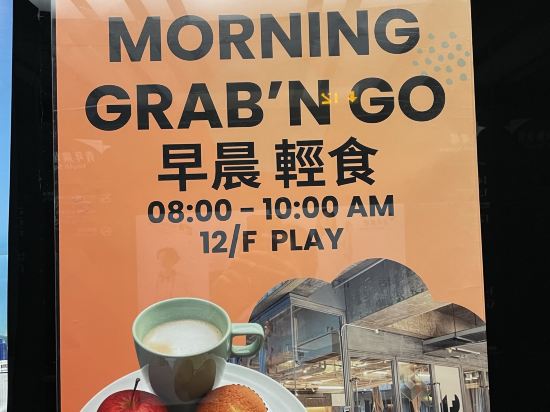 MORNING
GRAB'N GO
早晨 輕食
08:00 - 10:00 AM
12/F PLAY